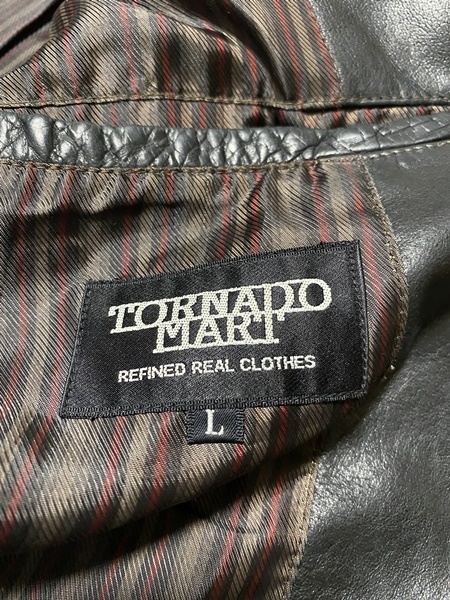 TORNADO
MART
REFINED REAL CLOTHES
L